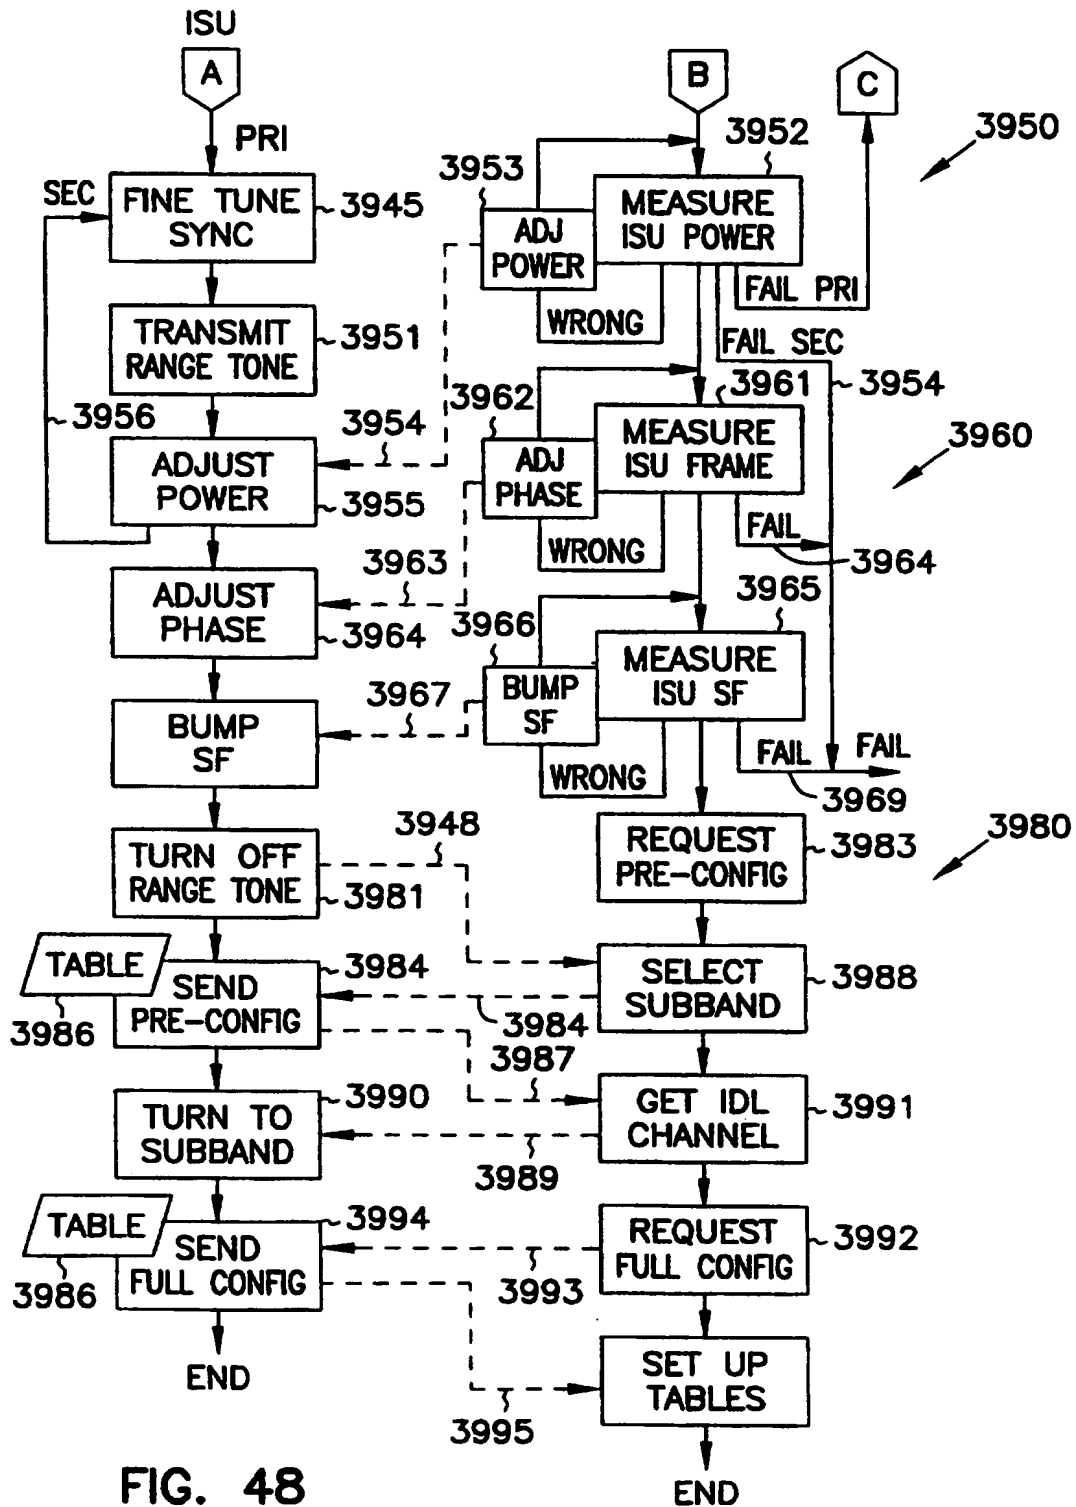 ISU
A
PRI
SEC
FINE TUNE
SYNC
3945
TRANSMIT
RANGE TONE
3951
3956
ADJUST
POWER
3955
ADJUST
PHASE
3964
BUMP
SF
TURN OFF
RANGE TONE
3981
TABLE
3986
SEND
PRE-CONFIG
3984
TURN TO
SUBBAND
3990
TABLE
3986
SEND
FULL CONFIG
3994
END
3954
3963
3967
3948
3984
3987
3989
3993
3995
B
C
3950
3952
3953
MEASURE
ISU POWER
ADJ
POWER
WRONG
FAIL PRI
FAIL SEC
3954
3961
3962
3960
MEASURE
ISU FRAME
ADJ
PHASE
WRONG
FAIL
3964
3965
3966
MEASURE
ISU SF
BUMP
SF
WRONG
FAIL
FAIL
3969
3980
REQUEST
PRE-CONFIG
3983
SELECT
SUBBAND
3988
GET IDL
CHANNEL
3991
REQUEST
FULL CONFIG
3992
SET UP
TABLES
END
FIG. 48